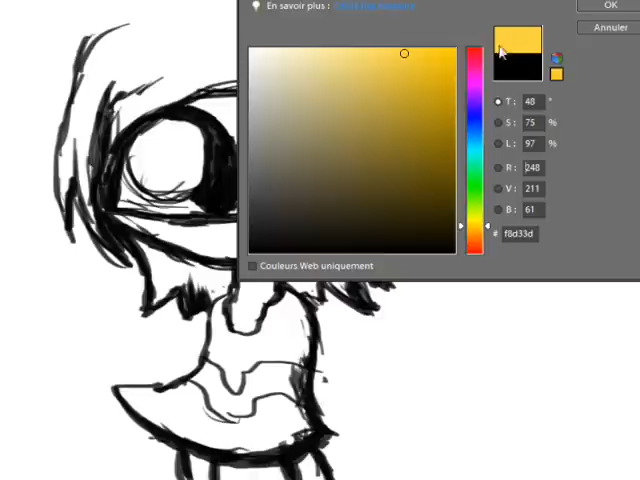 En savoir plus :
OK
Annuler
T : 48 °
S : 75 %
L : 97 %
R : 248
V : 211
B : 61
# f8d33d
Couleurs Web uniquement